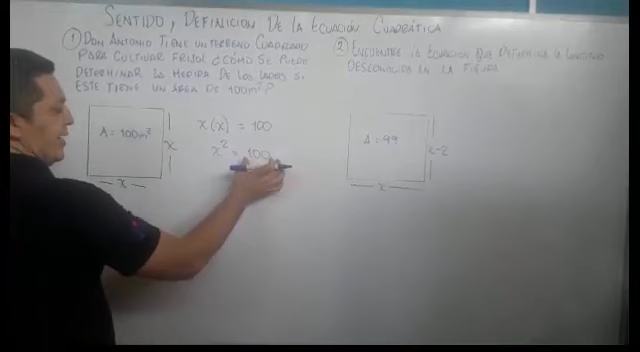 SENTIDO Y DEFINICION DE LA ECUACIÓN CUADRÁTICA
① DON ANTONIO TIENE UN TERRENO CUADRADO
PARA CULTIVAR FRIJOL ¿CÓMO SE PUEDE
DETERMINAR LA MEDIDA DE LOS LADOS SI
ESTE TIENE UN ÁREA DE 100m²?
A = 100m²
x
x
x(x) = 100
x² = 100
② ENCUENTRE LA ECUACIÓN QUE DETERMINA LA LONGITUD
DESCONOCIDA EN LA FIGURA
A = 99
x-2
x